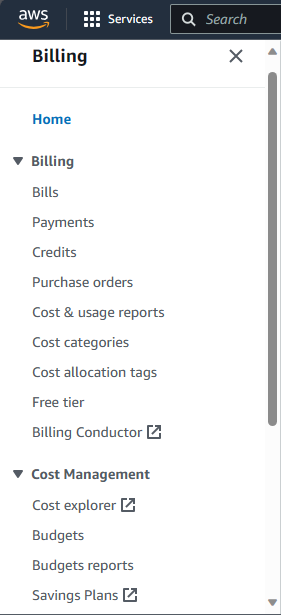 aws
Services
Search
Billing
Home
Billing
Bills
Payments
Credits
Purchase orders
Cost & usage reports
Cost categories
Cost allocation tags
Free tier
Billing Conductor
Cost Management
Cost explorer
Budgets
Budgets reports
Savings Plans